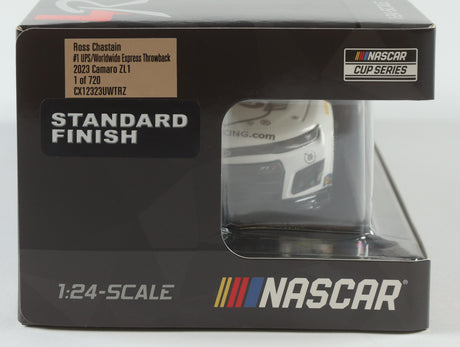 Ross Chastain
#1 UPS/Worldwide Express Throwback
2023 Camaro ZL1
1 of 720
CX12323UWTRZ
NASCAR
CUP SERIES
STANDARD
FINISH
CING.com
1:24-SCALE
NASCAR